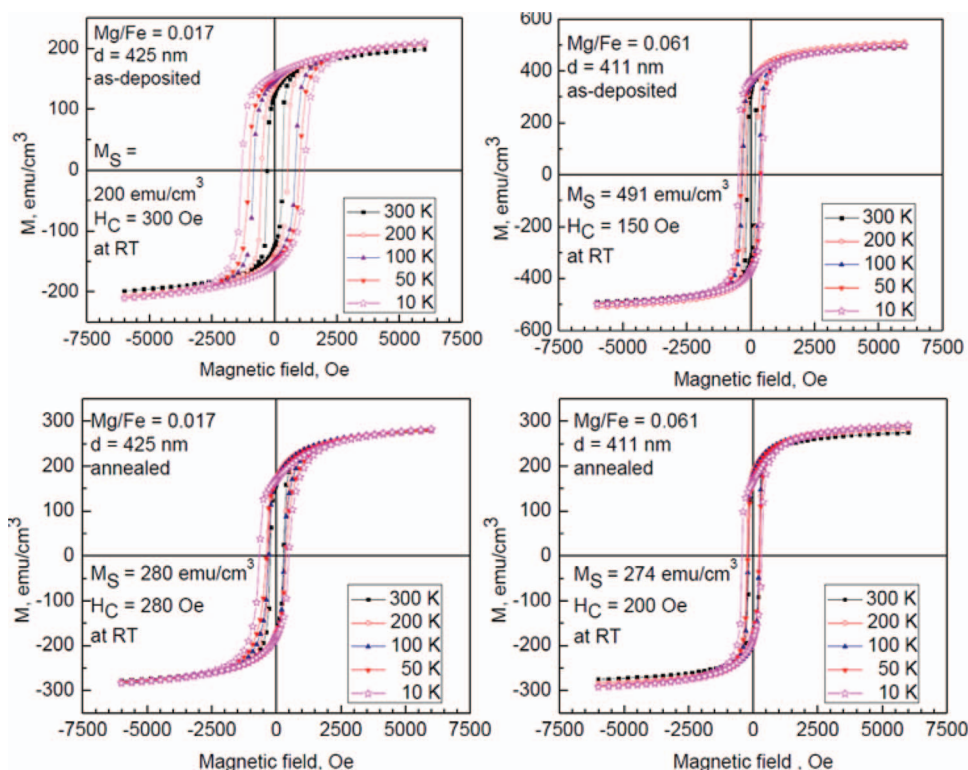 Mg/Fe = 0.017
d = 425 nm
as-deposited
M_S =
200 emu/cm³
H_C = 300 Oe
at RT
300 K
200 K
100 K
50 K
10 K
200
100
0
-100
-200
M, emu/cm³
-7500 -5000 -2500 0 2500 5000 7500
Magnetic field, Oe
Mg/Fe = 0.061
d = 411 nm
as-deposited
M_S = 491 emu/cm³
H_C = 150 Oe
at RT
300 K
200 K
100 K
50 K
10 K
600
400
200
0
-200
-400
-600
M, emu/cm³
-7500 -5000 -2500 0 2500 5000 7500
Magnetic field, Oe
Mg/Fe = 0.017
d = 425 nm
annealed
M_S = 280 emu/cm³
H_C = 280 Oe
at RT
300 K
200 K
100 K
50 K
10 K
300
200
100
0
-100
-200
-300
M, emu/cm³
-7500 -5000 -2500 0 2500 5000 7500
Magnetic field, Oe
Mg/Fe = 0.061
d = 411 nm
annealed
M_S = 274 emu/cm³
H_C = 200 Oe
at RT
300 K
200 K
100 K
50 K
10 K
300
200
100
0
-100
-200
-300
M, emu/cm³
-7500 -5000 -2500 0 2500 5000 7500
Magnetic field , Oe